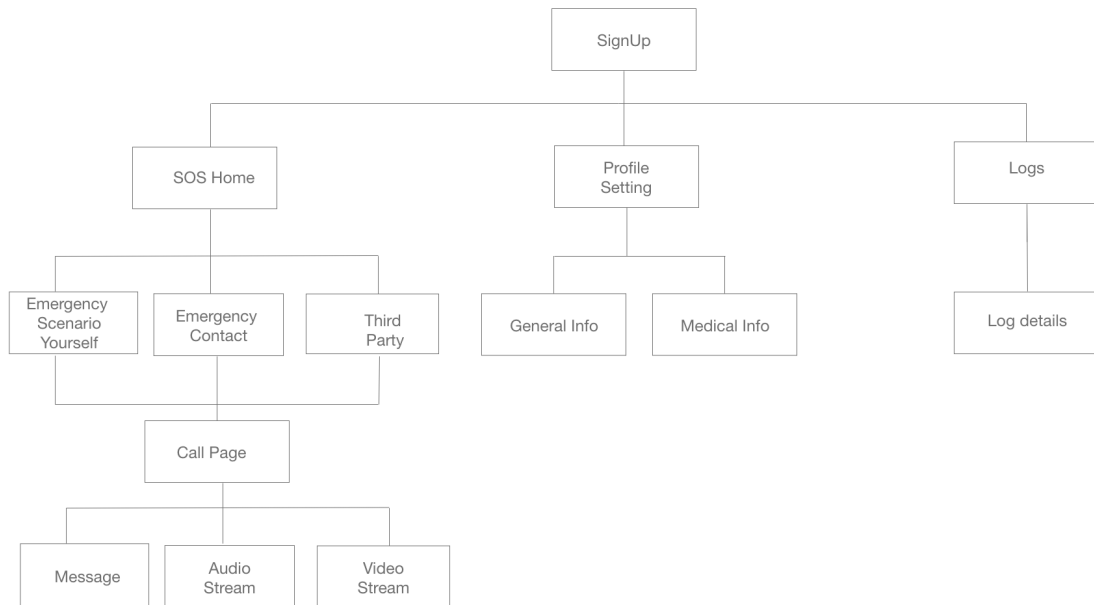 SignUp
SOS Home
Profile
Setting
Logs
Emergency
Scenario
Yourself
Emergency
Contact
Third
Party
General Info
Medical Info
Log details
Call Page
Message
Audio
Stream
Video
Stream